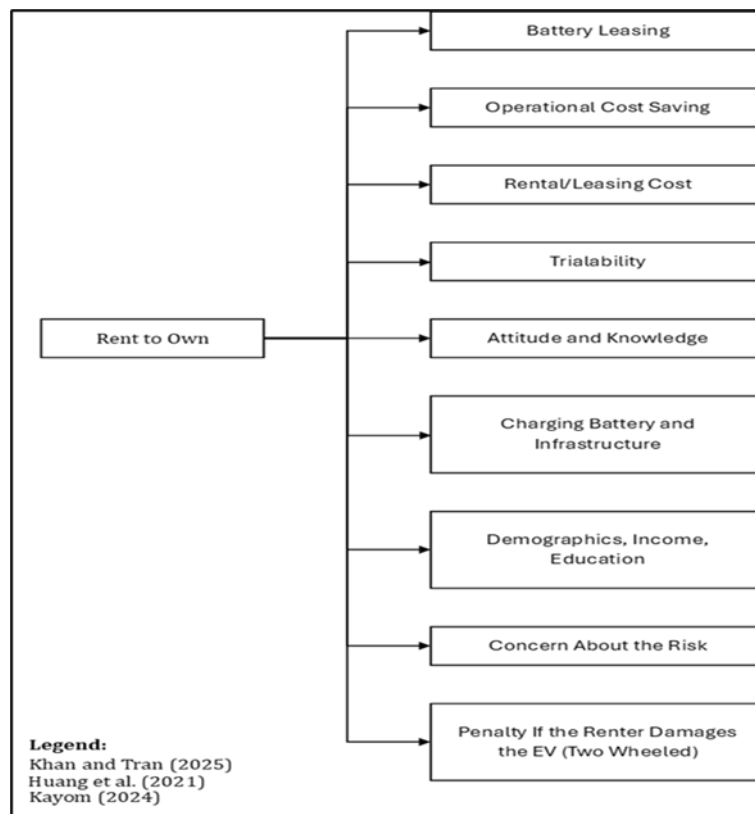 Battery Leasing
Operational Cost Saving
Rental/Leasing Cost
Trialability
Rent to Own
Attitude and Knowledge
Charging Battery and
Infrastructure
Demographics, Income,
Education
Concern About the Risk
Penalty If the Renter Damages
the EV (Two Wheeled)
Legend:
Khan and Tran (2025)
Huang et al. (2021)
Kayom (2024)